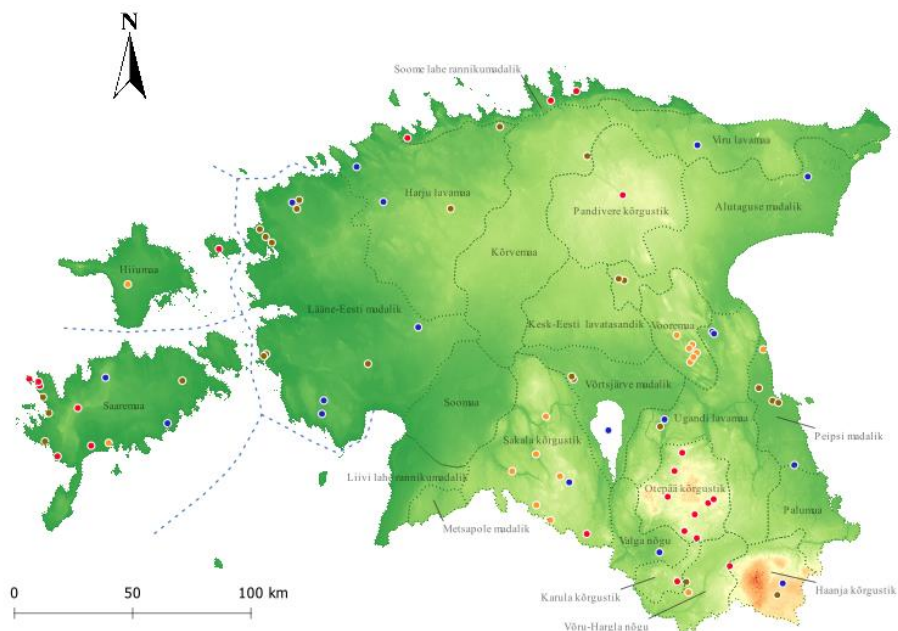 N
Soome lahe rannikumadalik
Viru lavamaa
Harju lavamaa
Alutaguse madalik
Pandivere kõrgustik
Kõrvemaa
Hiiumaa
Lääne-Eesti madalik
Kesk-Eesti lavatasandik
Vooremaa
Võrtsjärve madalik
Soomaa
Saaremaa
Ugandi lavamaa
Peipsi madalik
Sakala kõrgustik
Liivi lahe rannikumadalik
Otepää kõrgustik
Palumaa
Metsapole madalik
Valga nõgu
Karula kõrgustik
Haanja kõrgustik
Võru-Hargla nõgu
0 50 100 km